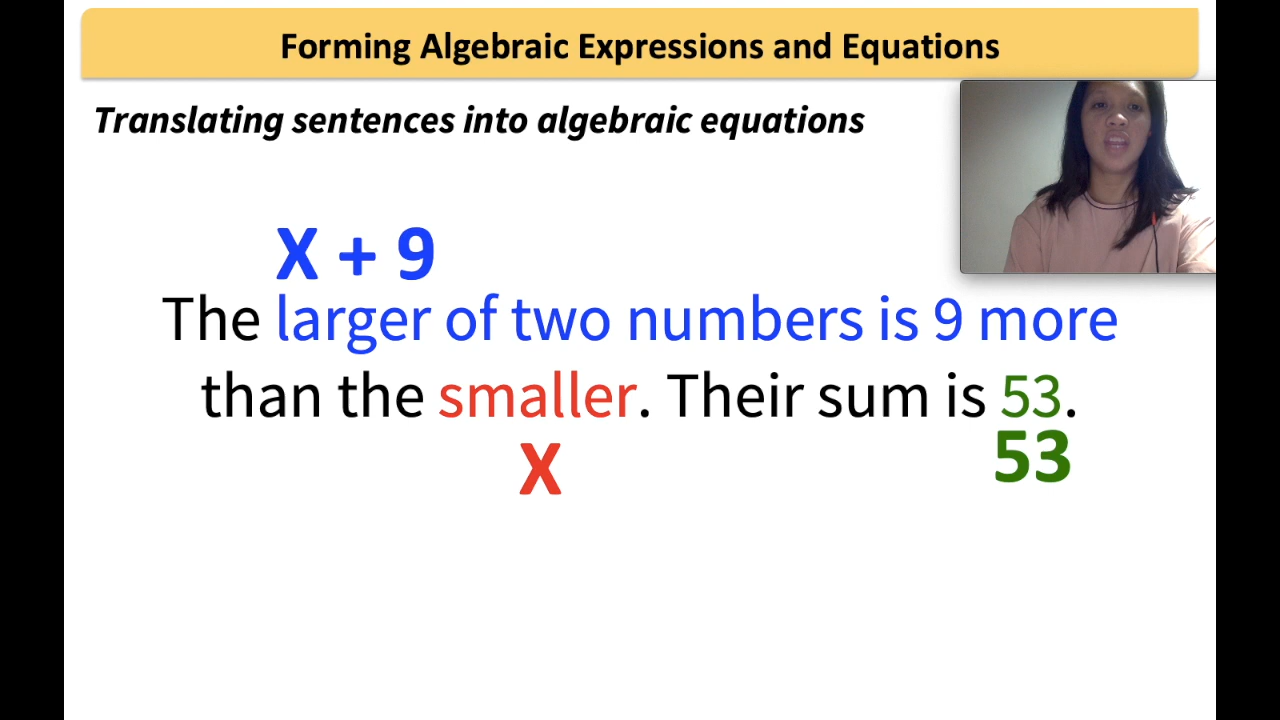 Forming Algebraic Expressions and Equations
Translating sentences into algebraic equations
X + 9
The larger of two numbers is 9 more
than the smaller. Their sum is 53.
X 53